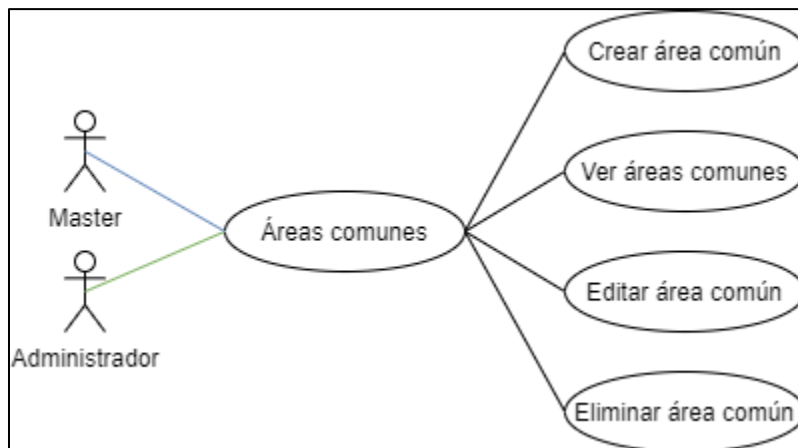 Crear área común
Ver áreas comunes
Master
Áreas comunes
Editar área común
Administrador
Eliminar área común